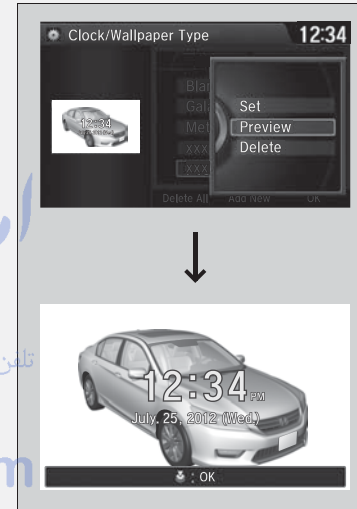 Clock/Wallpaper Type 12:34
Blan
Gala
Met
xxx
xxx
Set
Preview
Delete
12:34
Delete All Add New OK
تلفن
12:34 PM
July, 25, 2012 (Wed.)
: OK
m